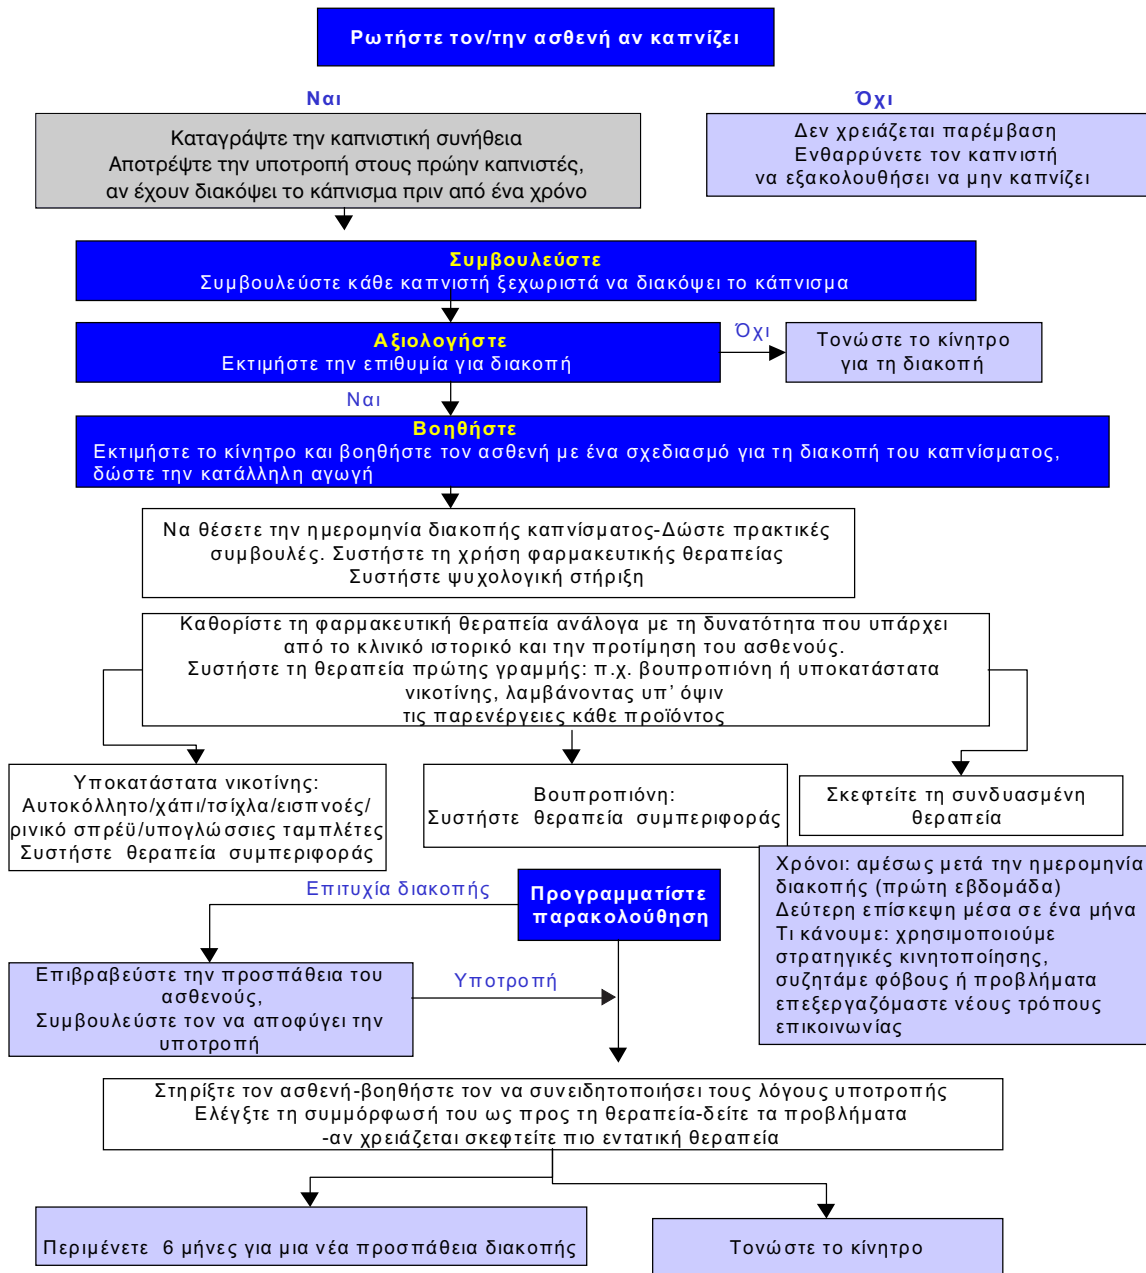 Ρωτήστε τον/την ασθενή αν καπνίζει
Ναι
Όχι
Καταγράψτε την καπνιστική συνήθεια
Αποτρέψτε την υποτροπή στους πρώην καπνιστές,
αν έχουν διακόψει το κάπνισμα πριν από ένα χρόνο
Δεν χρειάζεται παρέμβαση
Ενθαρρύνετε τον καπνιστή
να εξακολουθήσει να μην καπνίζει
Συμβουλεύστε
Συμβουλεύστε κάθε καπνιστή ξεχωριστά να διακόψει το κάπνισμα
Αξιολογήστε
Εκτιμήστε την επιθυμία για διακοπή
Όχι
Τονώστε το κίνητρο
για τη διακοπή
Ναι
Βοηθήστε
Εκτιμήστε το κίνητρο και βοηθήστε τον ασθενή με ένα σχεδιασμό για τη διακοπή του καπνίσματος,
δώστε την κατάλληλη αγωγή
Να θέσετε την ημερομηνία διακοπής καπνίσματος-Δώστε πρακτικές
συμβουλές. Συστήστε τη χρήση φαρμακευτικής θεραπείας
Συστήστε ψυχολογική στήριξη
Καθορίστε τη φαρμακευτική θεραπεία ανάλογα με τη δυνατότητα που υπάρχει
από το κλινικό ιστορικό και την προτίμηση του ασθενούς.
Συστήστε τη θεραπεία πρώτης γραμμής: π.χ. βουπροπιόνη ή υποκατάστατα
νικοτίνης, λαμβάνοντας υπ' όψιν
τις παρενέργειες κάθε προϊόντος
Υποκατάστατα νικοτίνης:
Αυτοκόλλητο/χάπι/τσίχλα/εισπνοές/
ρινικό σπρέϋ/υπογλώσσιες ταμπλέτες
Συστήστε θεραπεία συμπεριφοράς
Βουπροπιόνη:
Συστήστε θεραπεία συμπεριφοράς
Σκεφτείτε τη συνδυασμένη
θεραπεία
Χρόνοι: αμέσως μετά την ημερομηνία
διακοπής (πρώτη εβδομάδα)
Δεύτερη επίσκεψη μέσα σε ένα μήνα
Τι κάνουμε: χρησιμοποιούμε
στρατηγικές κινητοποίησης,
συζητάμε φόβους ή προβλήματα
επεξεργαζόμαστε νέους τρόπους
επικοινωνίας
Επιτυχία διακοπής
Προγραμματίστε
παρακολούθηση
Επιβραβεύστε την προσπάθεια του
ασθενούς,
Συμβουλεύστε τον να αποφύγει την
υποτροπή
Υποτροπή
Στηρίξτε τον ασθενή-βοηθήστε τον να συνειδητοποιήσει τους λόγους υποτροπής
Ελέγξτε τη συμμόρφωσή του ως προς τη θεραπεία-δείτε τα προβλήματα
-αν χρειάζεται σκεφτείτε πιο εντατική θεραπεία
Περιμένετε 6 μήνες για μια νέα προσπάθεια διακοπής
Τονώστε το κίνητρο